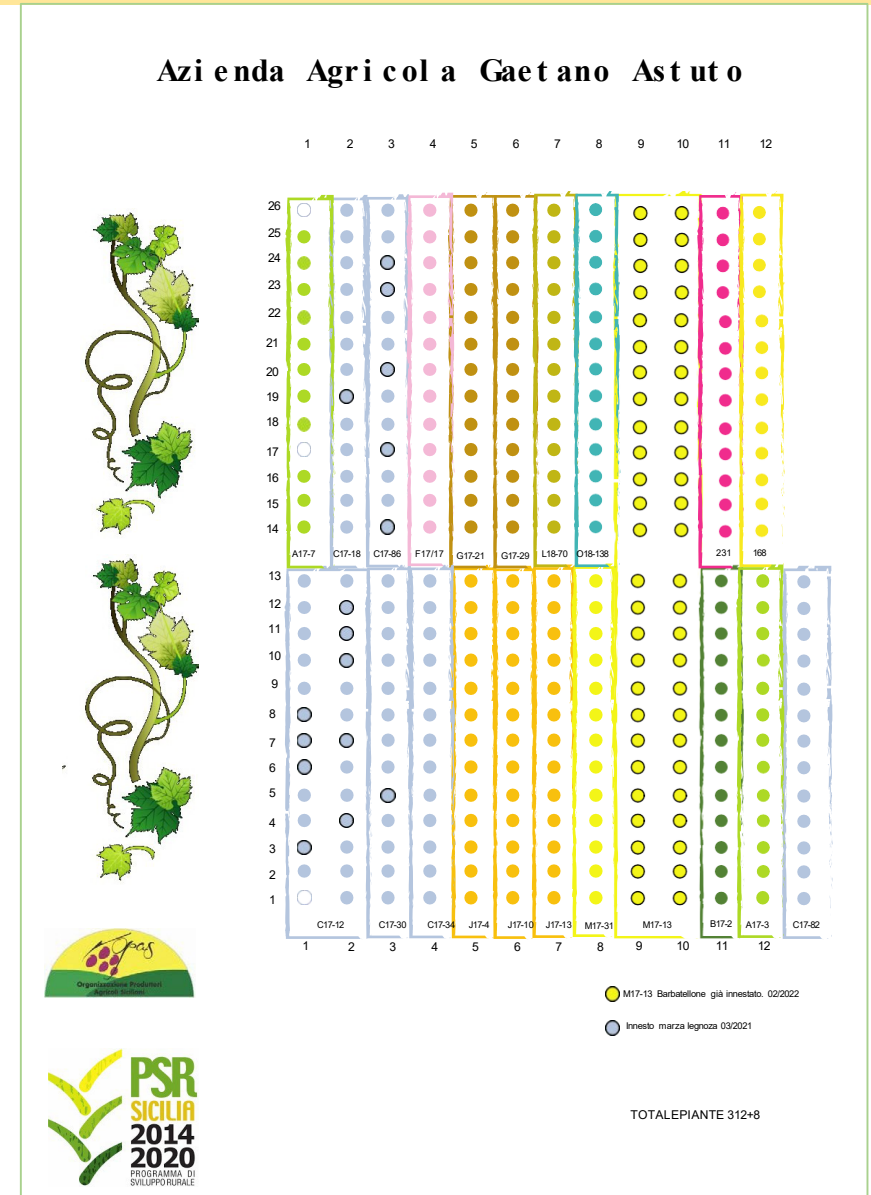 Azienda Agricola Gaetano Astuto
1 2 3 4 5 6 7 8 9 10 11 12
26
25
24
23
22
21
20
19
18
17
16
15
14
A17-7 C17-18 C17-86 F17/17 G17-21 G17-29 L18-70 O18-138 231 168
13
12
11
10
9
8
7
6
5
4
3
2
1
C17-12 C17-30 C17-34 J17-4 J17-10 J17-13 M17-31 M17-13 B17-2 A17-3 C17-82
1 2 3 4 5 6 7 8 9 10 11 12
Opas
Organizzazione Produttori
Agricoli Siciliani
M17-13 Barbatellone già innestato. 02/2022
Innesto marza legnoza 03/2021
PSR
SICILIA
2014
2020
PROGRAMMA DI
SVILUPPO RURALE
TOTALEPIANTE 312+8